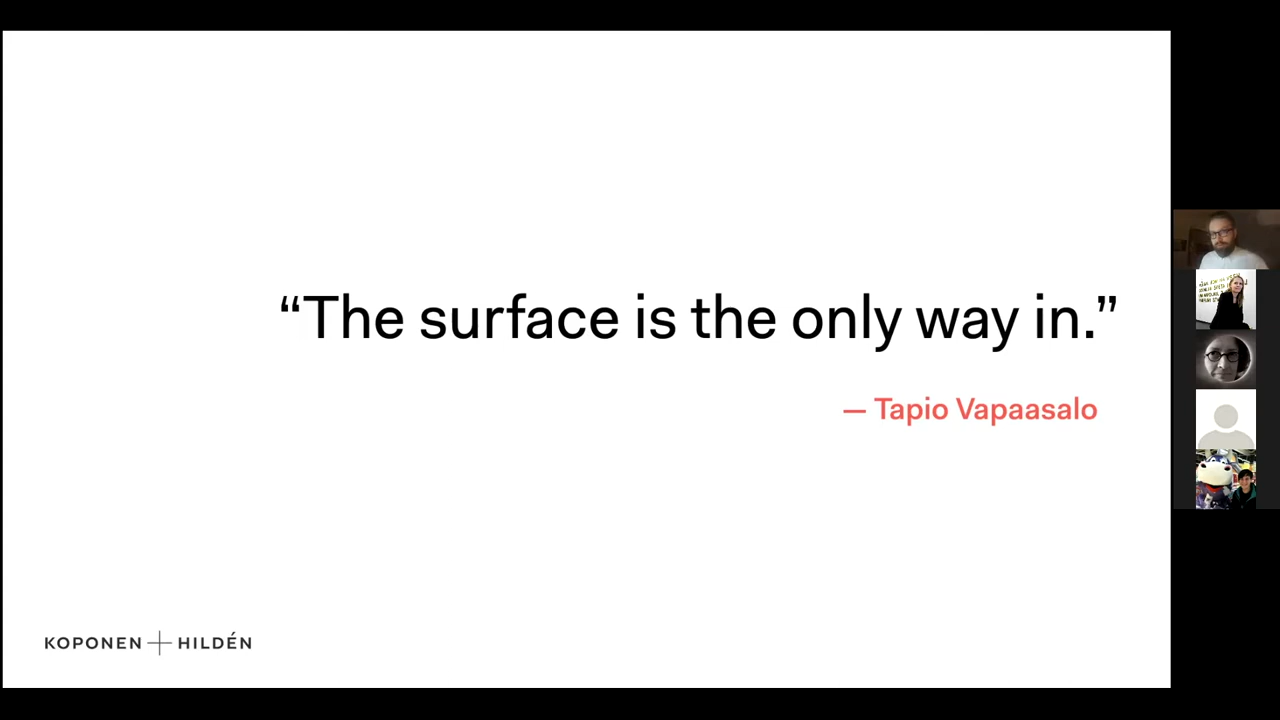 “The surface is the only way in.”
— Tapio Vapaasalo
KOPONEN + HILDÉN